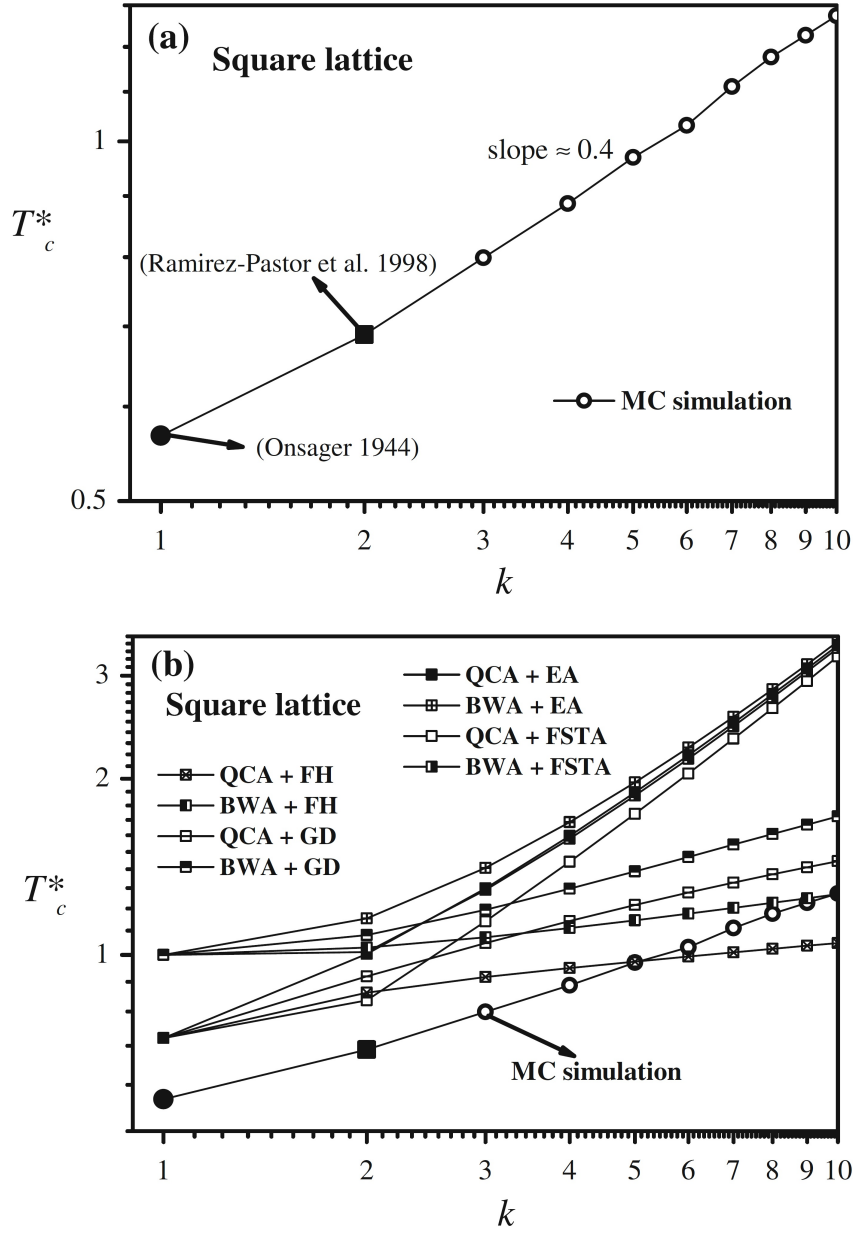 (a)
Square lattice
1
slope ≈ 0.4
T*c
(Ramirez-Pastor et al. 1998)
MC simulation
(Onsager 1944)
0.5
1 2 3 4 5 6 7 8 9 10
k
(b)
3
QCA + EA
Square lattice
BWA + EA
QCA + FSTA
BWA + FSTA
QCA + FH
2
BWA + FH
QCA + GD
BWA + GD
T*c
1
MC simulation
1 2 3 4 5 6 7 8 9 10
k